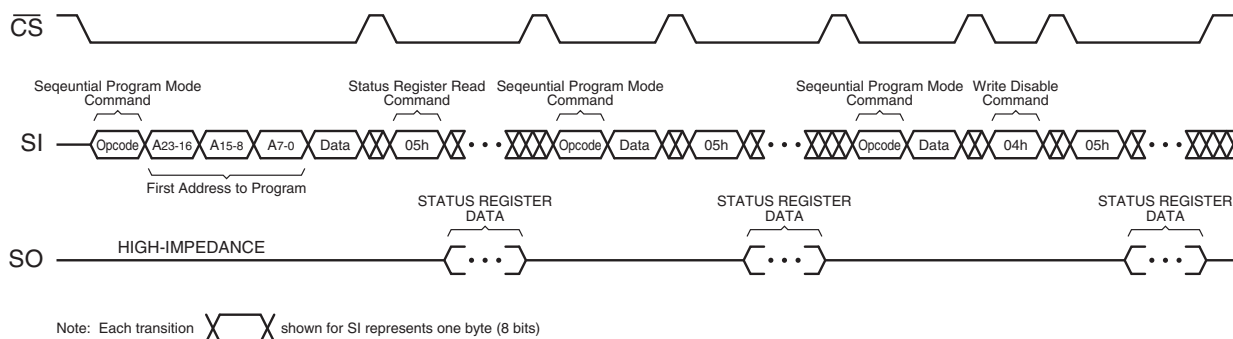 CS
Seqeuntial Program Mode
Command
Status Register Read
Command
Seqeuntial Program Mode
Command
Seqeuntial Program Mode
Command
Write Disable
Command
SI
Opcode A23-16 A15-8 A7-0 Data 05h • • • Opcode Data 05h • • • Opcode Data 04h 05h • • •
First Address to Program
STATUS REGISTER
DATA
STATUS REGISTER
DATA
STATUS REGISTER
DATA
SO
HIGH-IMPEDANCE
• • • • • • • • •
Note: Each transition shown for SI represents one byte (8 bits)